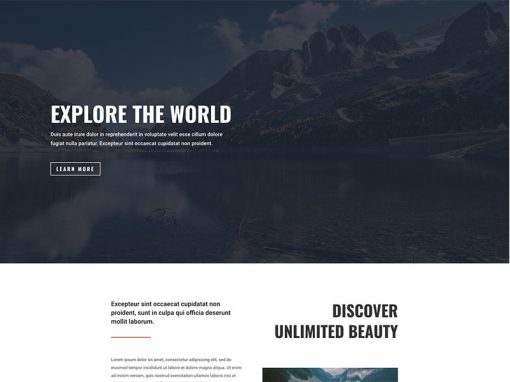 EXPLORE THE WORLD
Duis aute irure dolor in reprehenderit in voluptate velit esse cillum dolore
fugiat nulla pariatur. Excepteur sint occaecat cupidatat non proident.
LEARN MORE
Excepteur sint occaecat cupidatat non
proident, sunt in culpa qui officia deserunt
mollit laborum.
Lorem ipsum dolor sit amet, consectetur adipisicing elit, sed do
eiusmod tempor incididunt ut labore et dolore magna aliqua. Ut enim
ad minim veniam, quis nostrud exercitation ullamco laboris nisi ut
DISCOVER
UNLIMITED BEAUTY